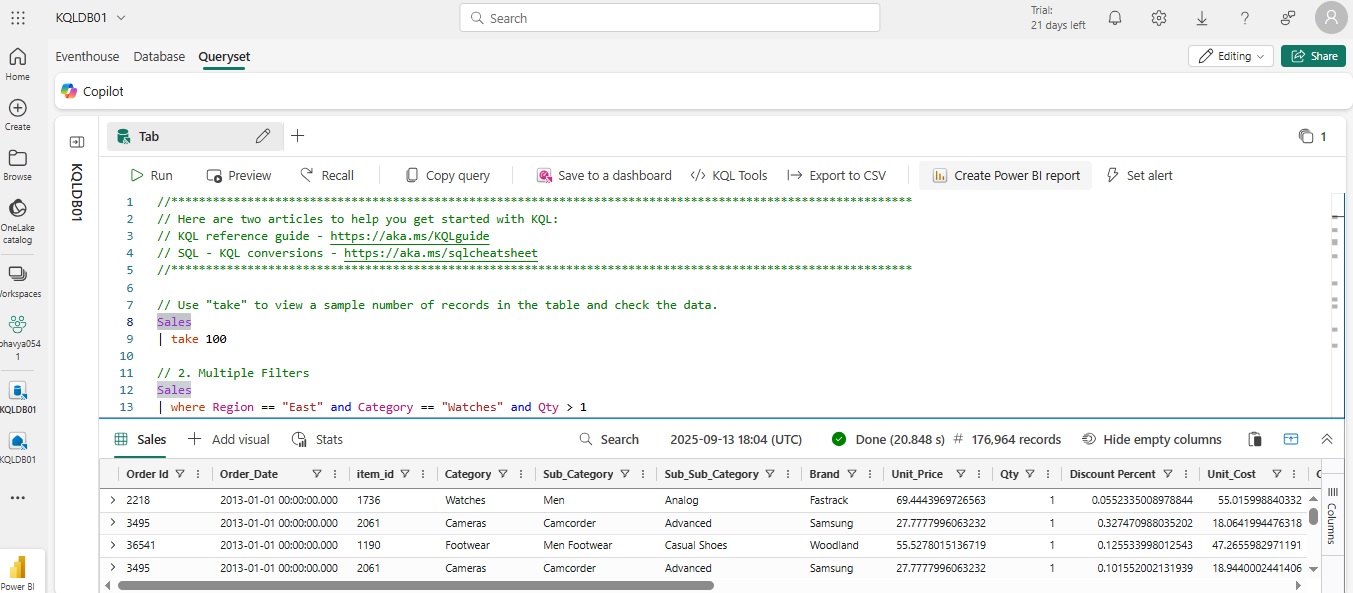 KQLDB01
Search
Trial:
21 days left
Eventhouse Database Queryset
Editing
Share
Home
Create
Browse
OneLake
catalog
Vorkspaces
bhavya054
1
KQLDB01
KQLDB01
Power BI
Copilot
KQLDB01
Tab
1
Run Preview Recall Copy query Save to a dashboard KQL Tools Export to CSV Create Power BI report Set alert
1 //***********************************************************************************************************
2 // Here are two articles to help you get started with KQL:
3 // KQL reference guide - https://aka.ms/KQLguide
4 // SQL - KQL conversions - https://aka.ms/sqlcheatsheet
5 //***********************************************************************************************************
6
7 // Use "take" to view a sample number of records in the table and check the data.
8 Sales
9 | take 100
10
11 // 2. Multiple Filters
12 Sales
13 | where Region == "East" and Category == "Watches" and Qty > 1
Sales Add visual Stats Search 2025-09-13 18:04 (UTC) Done (20.848 s) # 176,964 records Hide empty columns
Order Id Order_Date item_id Category Sub_Category Sub_Sub_Category Brand Unit_Price Qty Discount Percent Unit_Cost
2218 2013-01-01 00:00:00.000 1736 Watches Men Analog Fastrack 69.4443969726563 1 0.0552335008978844 55.015998840332
3495 2013-01-01 00:00:00.000 2061 Cameras Camcorder Advanced Samsung 27.7777996063232 1 0.327470988035202 18.0641994476318
36541 2013-01-01 00:00:00.000 1190 Footwear Men Footwear Casual Shoes Woodland 55.5278015136719 1 0.125533998012543 47.2655982971191
3495 2013-01-01 00:00:00.000 2061 Cameras Camcorder Advanced Samsung 27.7777996063232 1 0.101552002131939 18.9440002441406
Columns